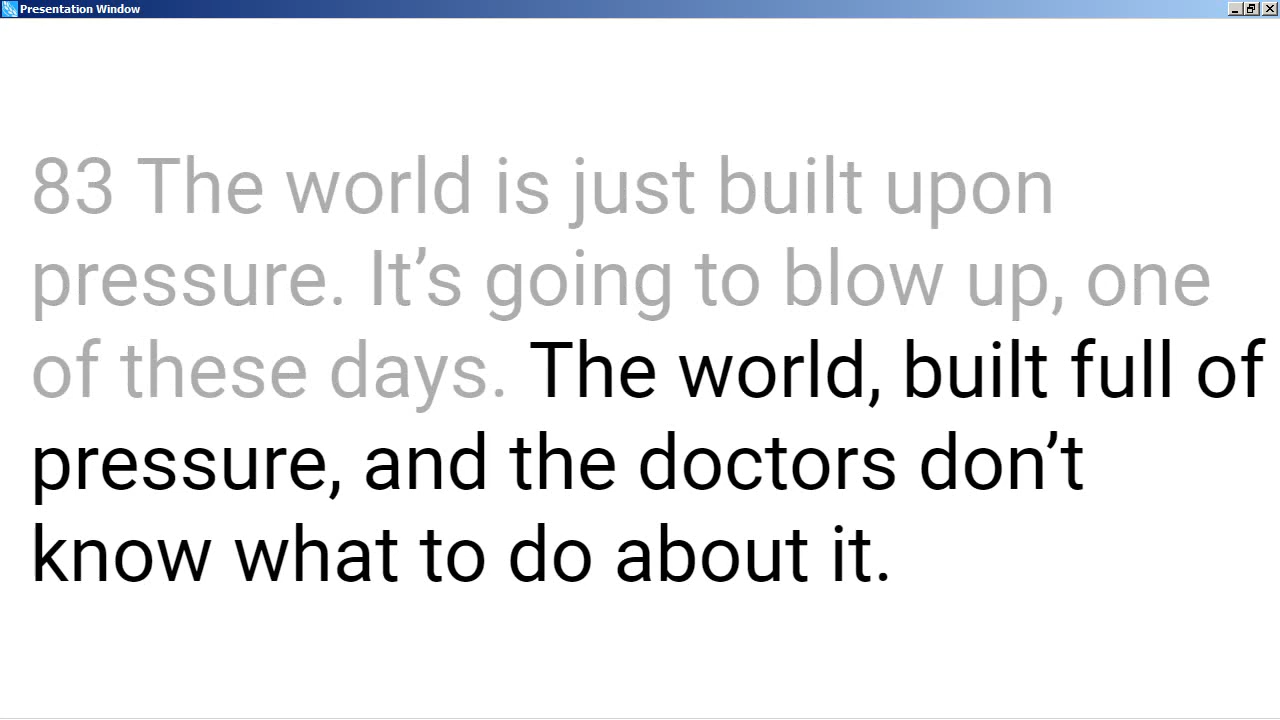 Presentation Window
83 The world is just built upon
pressure. It’s going to blow up, one
of these days. The world, built full of
pressure, and the doctors don’t
know what to do about it.